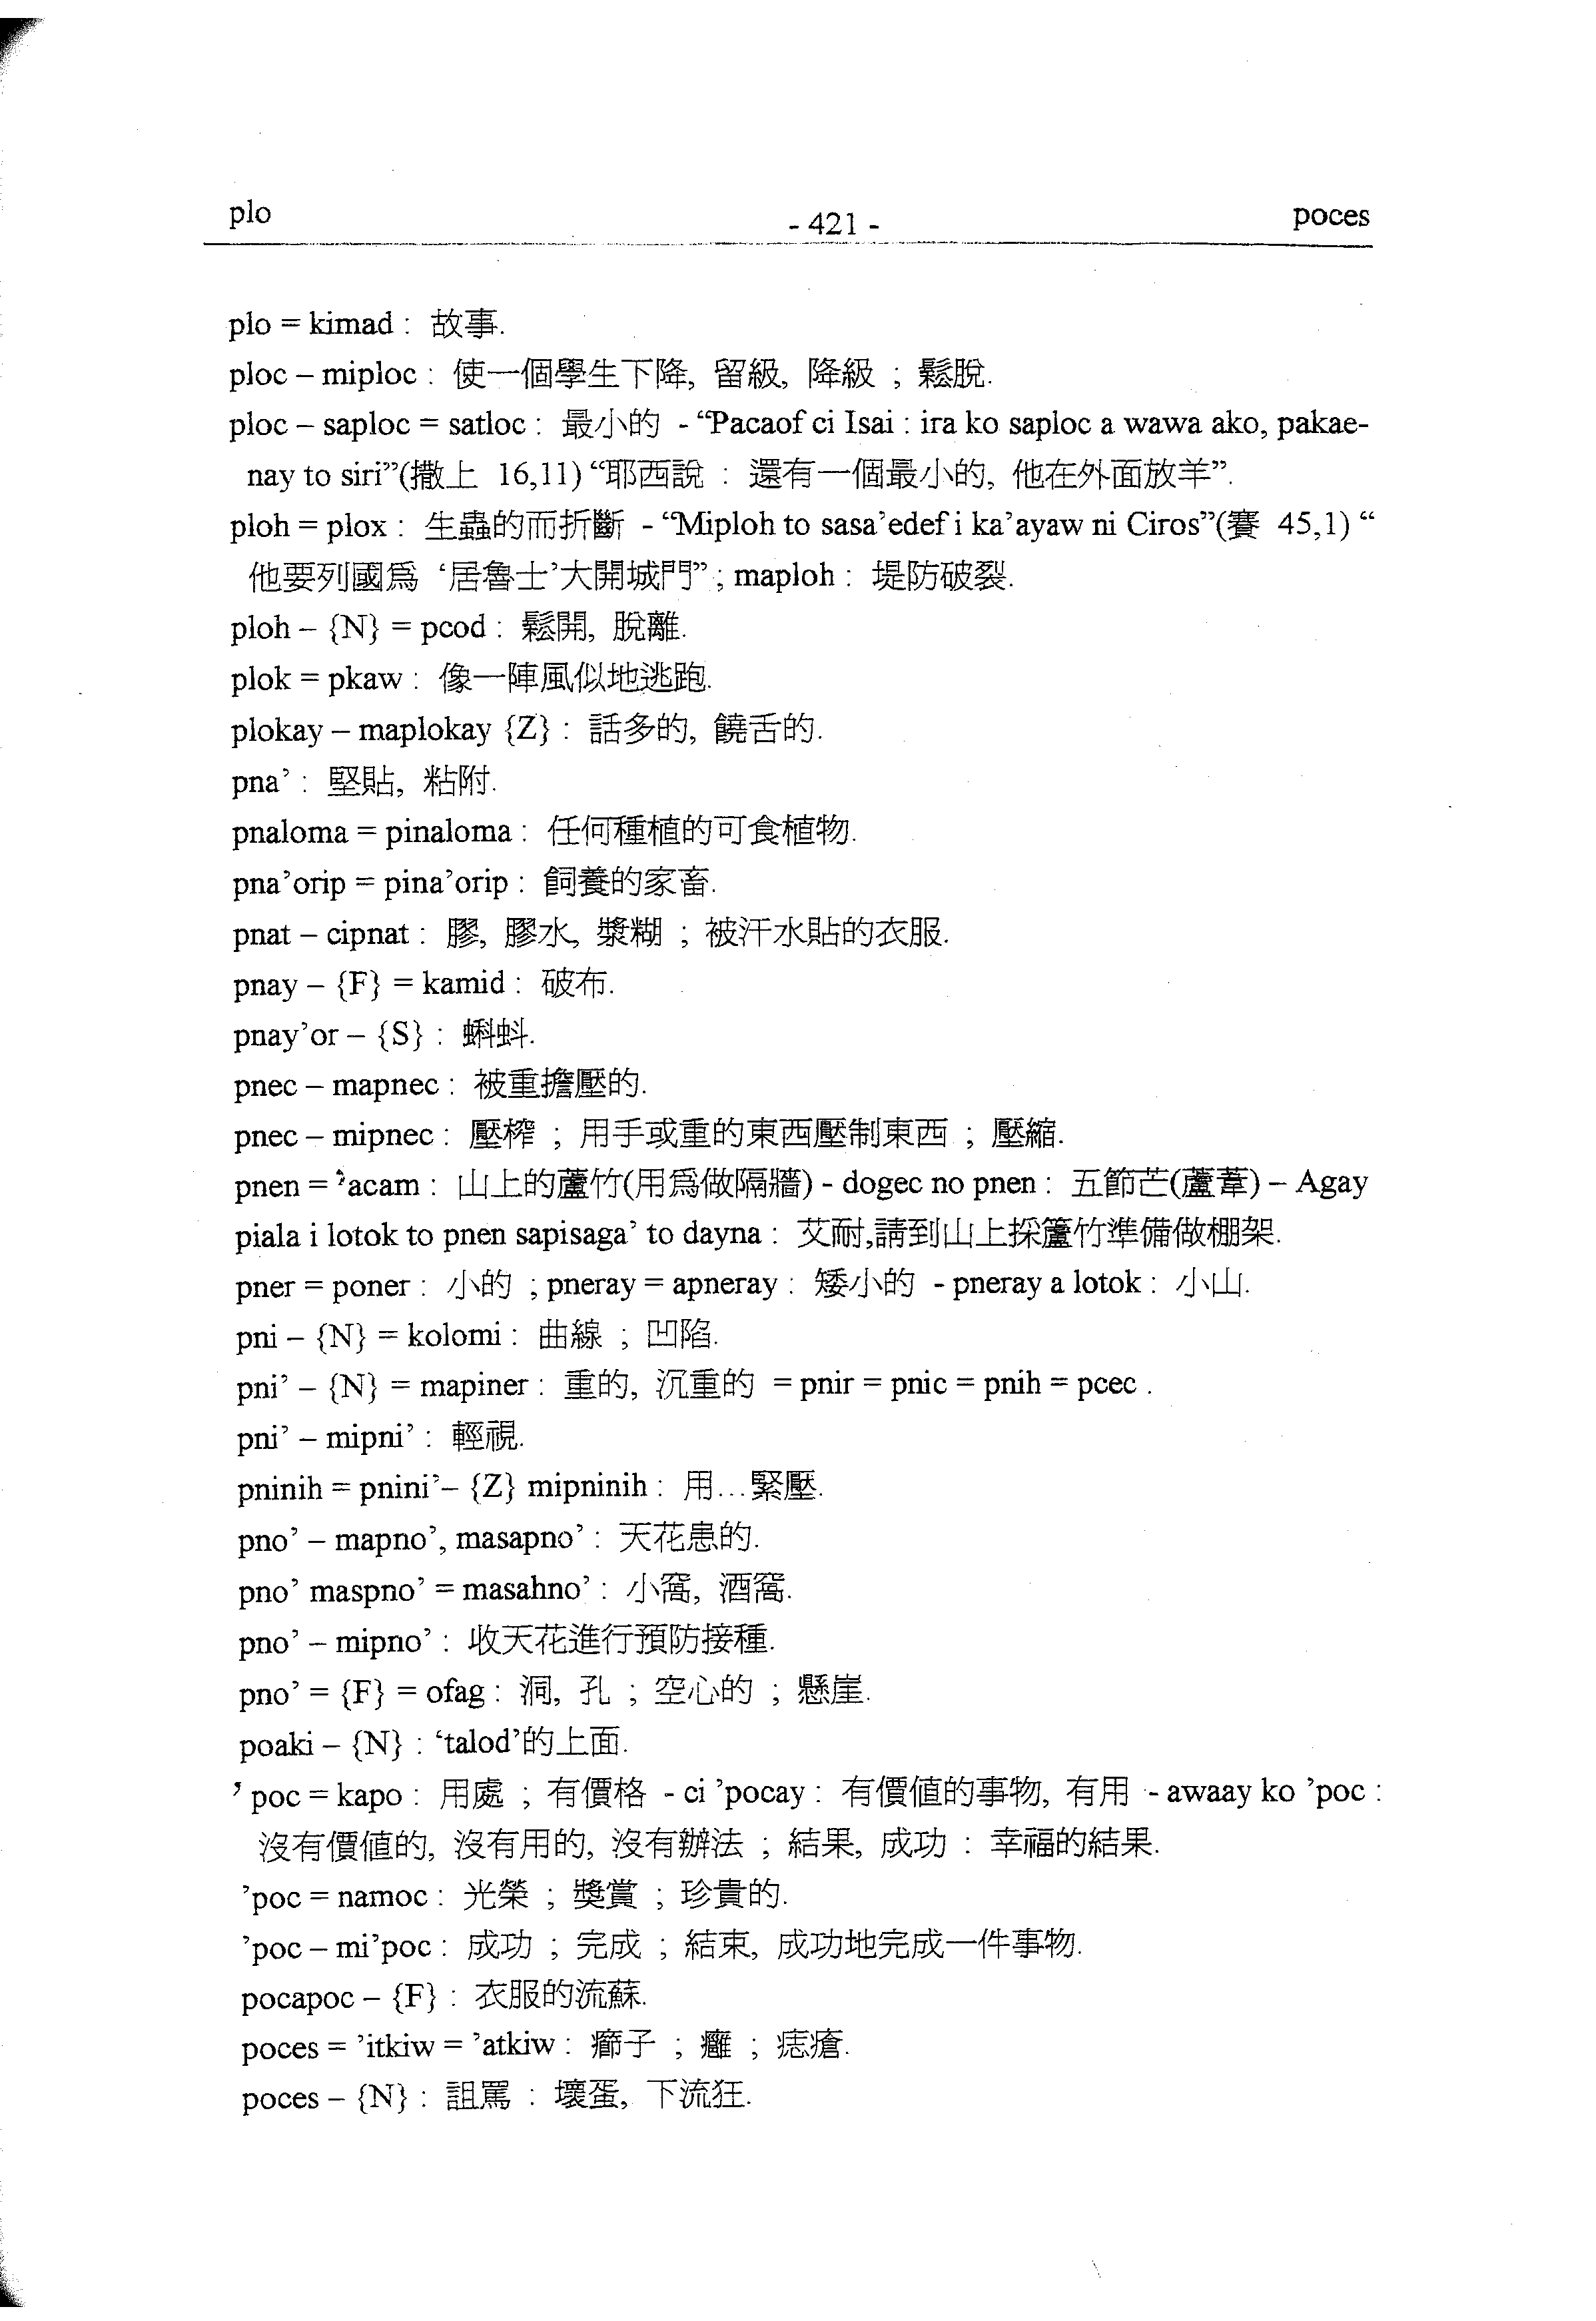 plo
- 421 -
poces
plo = kimad : 故事.
ploc – miploc : 使一個學生下降, 留級, 降級 ; 鬆脫.
ploc – saploc = satloc : 最小的 - “Pacaof ci Isai : ira ko saploc a wawa ako, pakae-
nay to siri”(撒上 16,11) “耶西說 : 還有一個最小的, 他在外面放羊”.
ploh = plox : 生蟲的而折斷 - “Miploh to sasa’edef i ka’ayaw ni Ciros”(賽 45,1) “
他要列國爲 ‘居魯士’大開城門” ; maploh : 堤防破裂.
ploh – {N} = pcod : 鬆開, 脫離.
plok = pkaw : 像一陣風似地逃跑.
plokay – maplokay {Z} : 話多的, 饒舌的.
pna’ : 堅貼, 粘附.
pnaloma = pinaloma : 任何種植的可食植物.
pna’orip = pina’orip : 飼養的家畜.
pnat – cipnat : 膠, 膠水, 漿糊 ; 被汗水貼的衣服.
pnay – {F} = kamid : 破布.
pnay’or – {S} : 蝌蚪.
pnec – mapnec : 被重擔壓的.
pnec – mipnec : 壓榨 ; 用手或重的東西壓制東西 ; 壓縮.
pnen = ’acam : 山上的蘆竹(用爲做隔牆) - dogec no pnen : 五節芒(蘆葦) – Agay
piala i lotok to pnen sapisaga’ to dayna : 艾耐,請到山上採籚竹準備做棚架.
pner = poner : 小的 ; pneray = apneray : 矮小的 - pneray a lotok : 小山.
pni – {N} = kolomi : 曲線 ; 凹陷.
pni’ – {N} = mapiner : 重的, 沉重的 = pnir = pnic = pnih = pcec .
pni’ – mipni’ : 輕視.
pninih = pnini’– {Z} mipninih : 用…緊壓.
pno’ – mapno’, masapno’ : 天花患的.
pno’ maspno’ = masahno’ : 小窩, 酒窩.
pno’ – mipno’ : 收天花進行預防接種.
pno’ = {F} = ofag : 洞, 孔 ; 空心的 ; 懸崖.
poaki – {N} : ‘talod’的上面.
’ poc = kapo : 用處 ; 有價格 - ci ’pocay : 有價値的事物, 有用 - awaay ko ’poc :
沒有價値的, 沒有用的, 沒有辦法 ; 結果, 成功 : 幸福的結果.
’poc = namoc : 光榮 ; 獎賞 ; 珍貴的.
’poc – mi’poc : 成功 ; 完成 ; 結束, 成功地完成一件事物.
pocapoc – {F} : 衣服的流蘇.
poces = ’itkiw = ’atkiw : 癤子 ; 癰 ; 痣瘡.
poces – {N} : 詛罵 : 壞蛋, 下流狂.